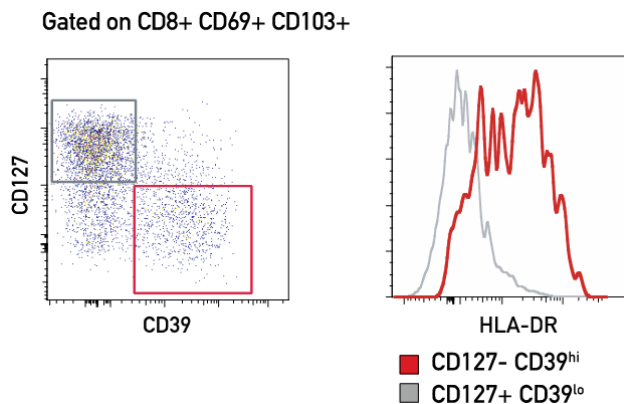 Gated on CD8+ CD69+ CD103+
CD127
CD39
HLA-DR
CD127- CD39hi
CD127+ CD39lo